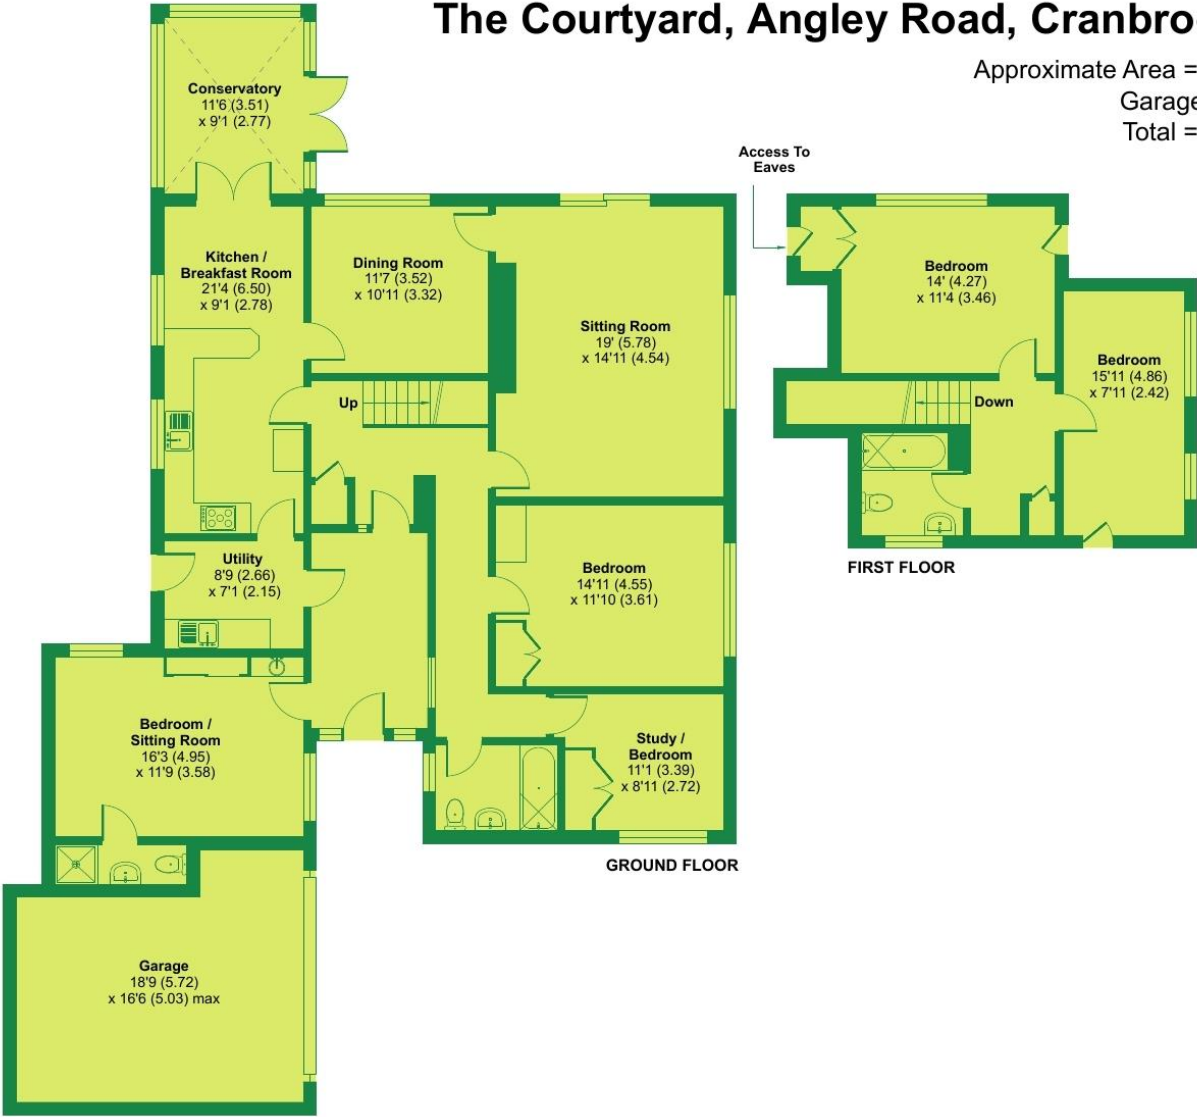 The Courtyard, Angley Road,
Approximate Area =
Garage
Total =
Conservatory
11'6 (3.51)
x 9'1 (2.77)
Access To
Eaves
Kitchen /
Breakfast Room
21'4 (6.50)
x 9'1 (2.78)
Dining Room
11'7 (3.52)
x 10'11 (3.32)
Sitting Room
19' (5.78)
x 14'11 (4.54)
Bedroom
14' (4.27)
x 11'4 (3.46)
Bedroom
15'11 (4.86)
x 7'11 (2.42)
Up
Down
FIRST FLOOR
Utility
8'9 (2.66)
x 7'1 (2.15)
Bedroom
14'11 (4.55)
x 11'10 (3.61)
Bedroom /
Sitting Room
16'3 (4.95)
x 11'9 (3.58)
Study /
Bedroom
11'1 (3.39)
x 8'11 (2.72)
GROUND FLOOR
Garage
18'9 (5.72)
x 16'6 (5.03) max